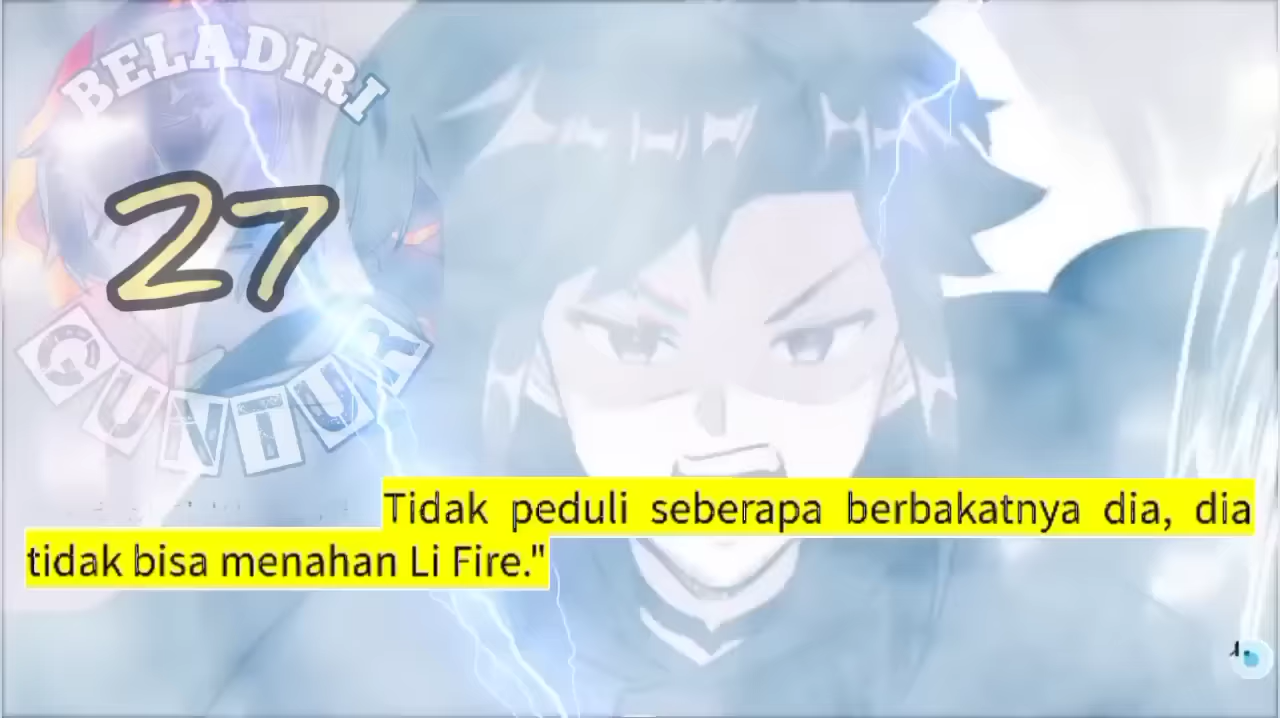 BELADIRI
27
GUNTUR
Tidak peduli seberapa berbakatnya dia, dia
tidak bisa menahan Li Fire."